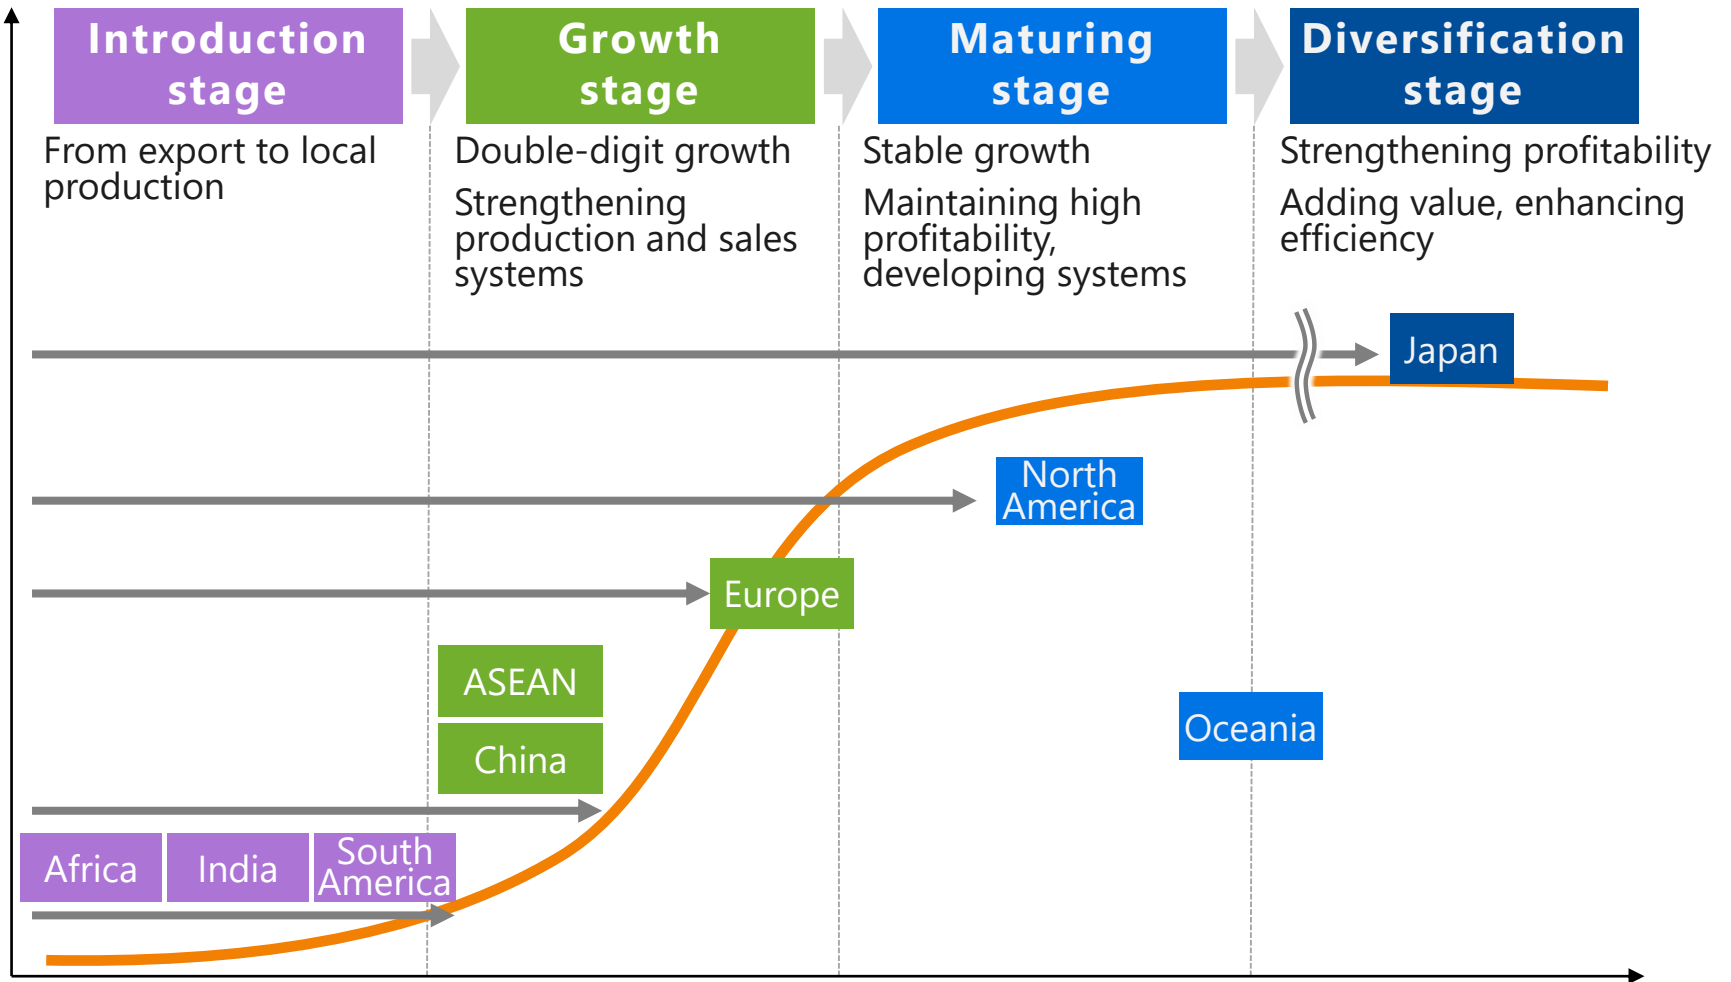 Introduction
stage
Growth
stage
Maturing
stage
Diversification
stage
From export to local
production
Double-digit growth
Strengthening
production and sales
systems
Stable growth
Maintaining high
profitability,
developing systems
Strengthening profitability
Adding value, enhancing
efficiency
Japan
North
America
Europe
ASEAN
China
Oceania
Africa
India
South
America